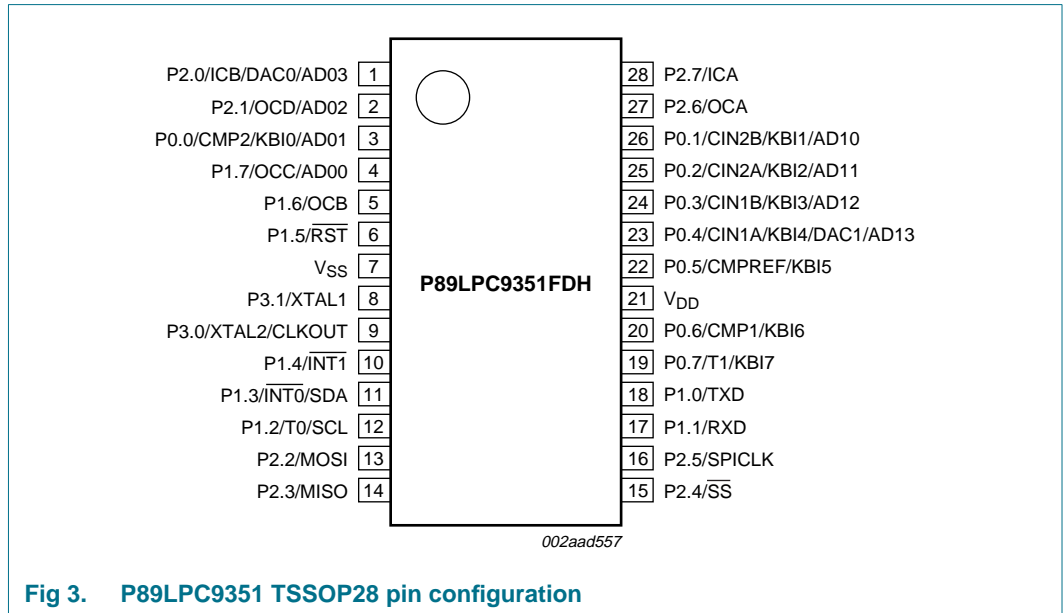 P2.0/ICB/DAC0/AD03 1 28 P2.7/ICA
P2.1/OCD/AD02 2 27 P2.6/OCA
P0.0/CMP2/KBI0/AD01 3 26 P0.1/CIN2B/KBI1/AD10
P1.7/OCC/AD00 4 25 P0.2/CIN2A/KBI2/AD11
P1.6/OCB 5 24 P0.3/CIN1B/KBI3/AD12
P1.5/RST 6 23 P0.4/CIN1A/KBI4/DAC1/AD13
VSS 7 22 P0.5/CMPREF/KBI5
P89LPC9351FDH
P3.1/XTAL1 8 21 VDD
P3.0/XTAL2/CLKOUT 9 20 P0.6/CMP1/KBI6
P1.4/INT1 10 19 P0.7/T1/KBI7
P1.3/INT0/SDA 11 18 P1.0/TXD
P1.2/T0/SCL 12 17 P1.1/RXD
P2.2/MOSI 13 16 P2.5/SPICLK
P2.3/MISO 14 15 P2.4/SS
002aad557
Fig 3. P89LPC9351 TSSOP28 pin configuration